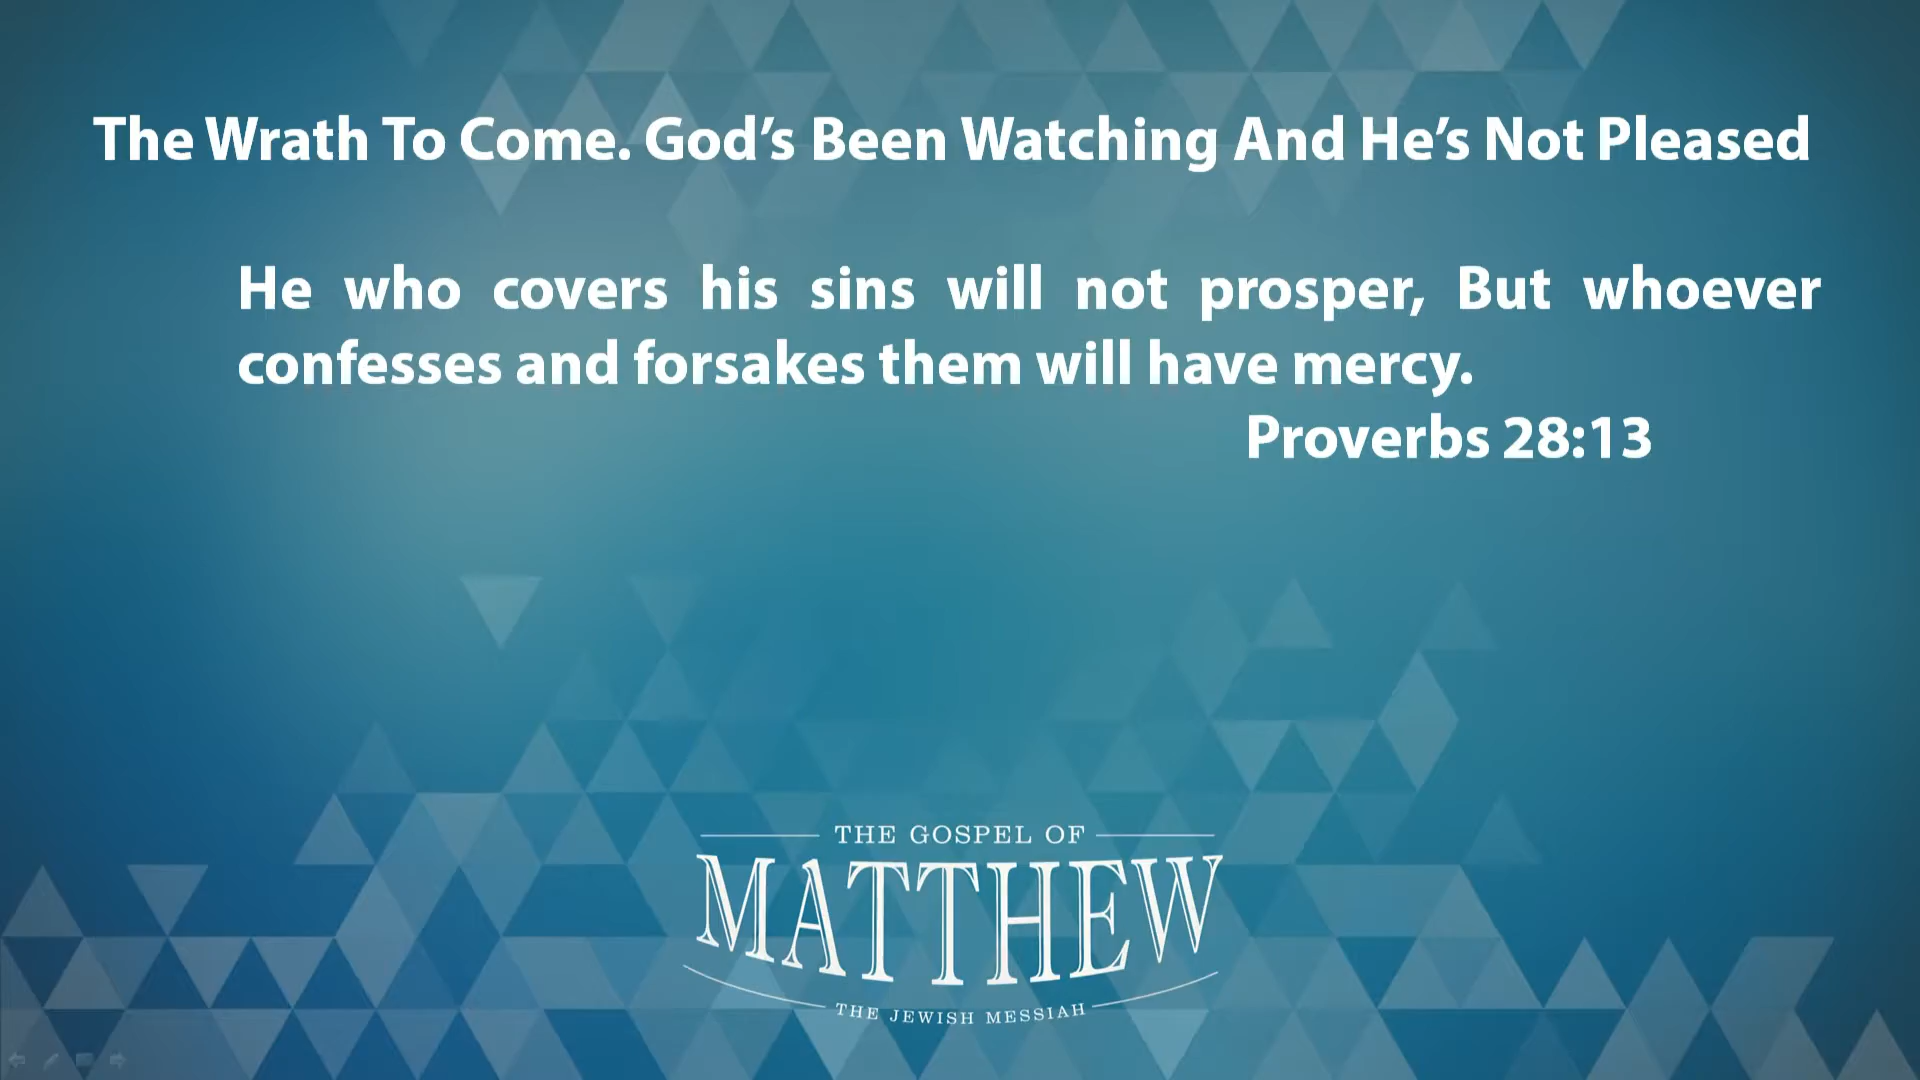 The Wrath To Come. God's Been Watching And He's Not Pleased
He who covers his sins will not prosper, But whoever
confesses and forsakes them will have mercy.
Proverbs 28:13
THE GOSPEL OF
MATTHEW
THE JEWISH MESSIAH